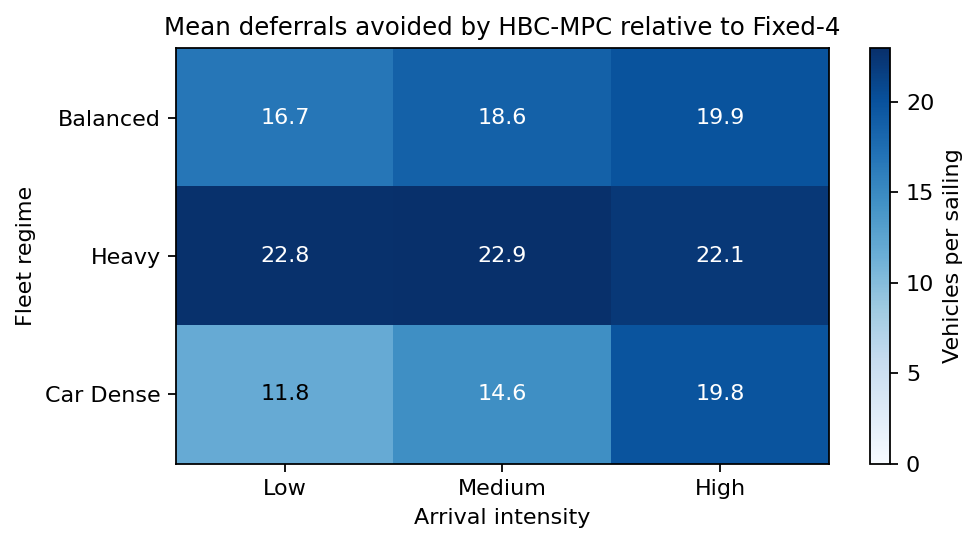 Mean deferrals avoided by HBC-MPC relative to Fixed-4
Fleet regime
Balanced 16.7 18.6 19.9
Heavy 22.8 22.9 22.1
Car Dense 11.8 14.6 19.8
Low Medium High
Arrival intensity
20
15
10
5
0
Vehicles per sailing